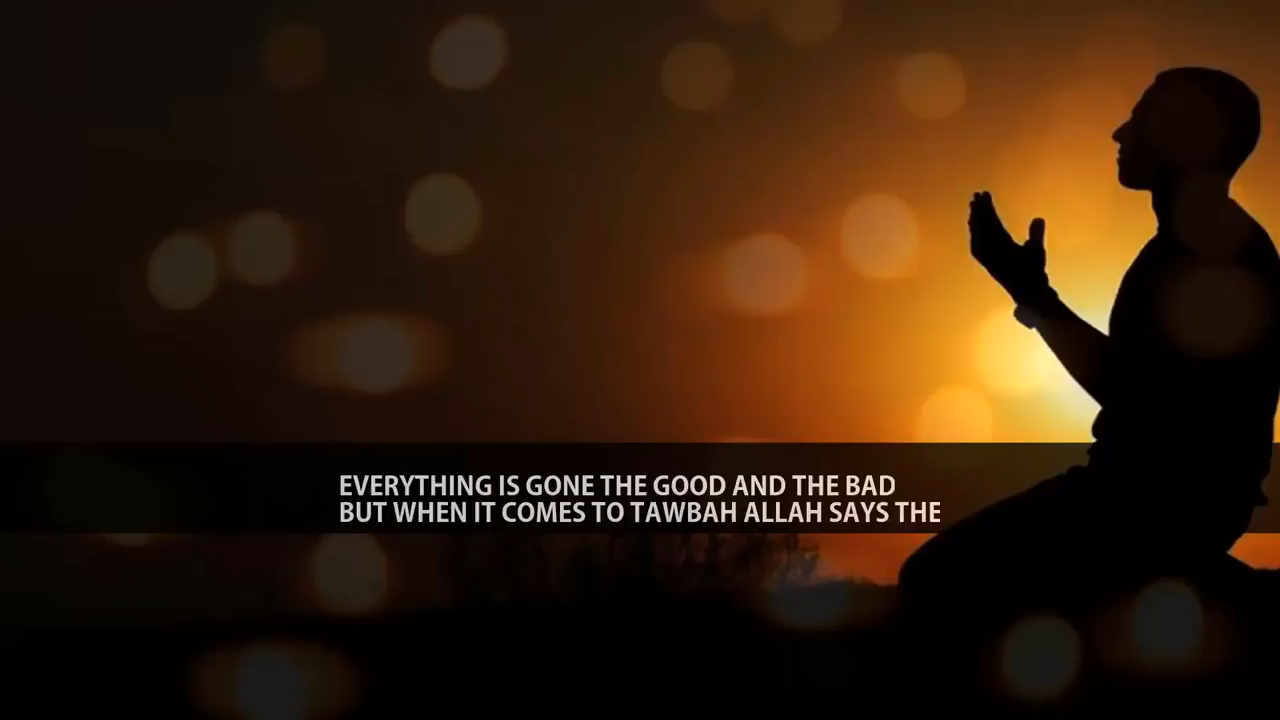 EVERYTHING IS GONE THE GOOD AND THE BAD
BUT WHEN IT COMES TO TAWBAH ALLAH SAYS THE